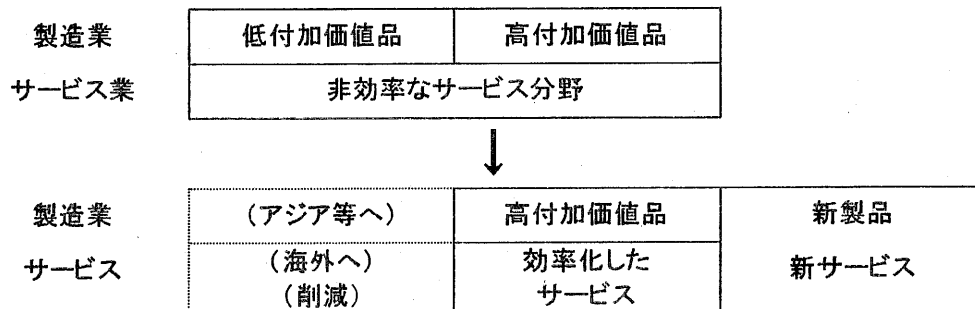 製造業 低付加価値品 高付加価値品
サービス業 非効率なサービス分野
↓
製造業 (アジア等へ) 高付加価値品 新製品
サービス (海外へ) 効率化した 新サービス
(削減) サービス